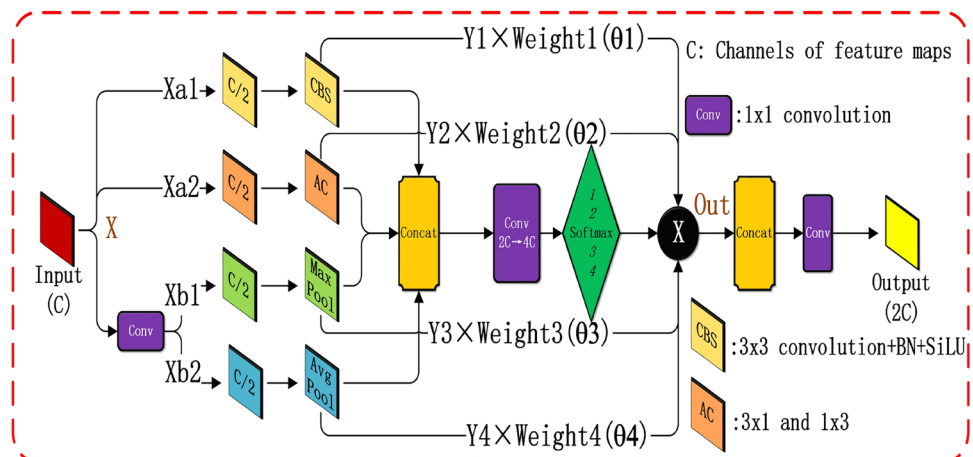 Y1×Weight1(θ1)
C: Channels of feature maps
Xa1
C/2
CBS
Conv
:1x1 convolution
Y2×Weight2(θ2)
Xa2
C/2
AC
1
2
Softmax
3
4
Input
(C)
X
Concat
Conv
2C→4C
X
Out
Concat
Conv
Output
(2C)
Xb1
C/2
Max
Pool
Conv
Y3×Weight3(θ3)
CBS
:3x3 convolution+BN+SiLU
Xb2
C/2
Avg
Pool
AC
:3x1 and 1x3
Y4×Weight4(θ4)